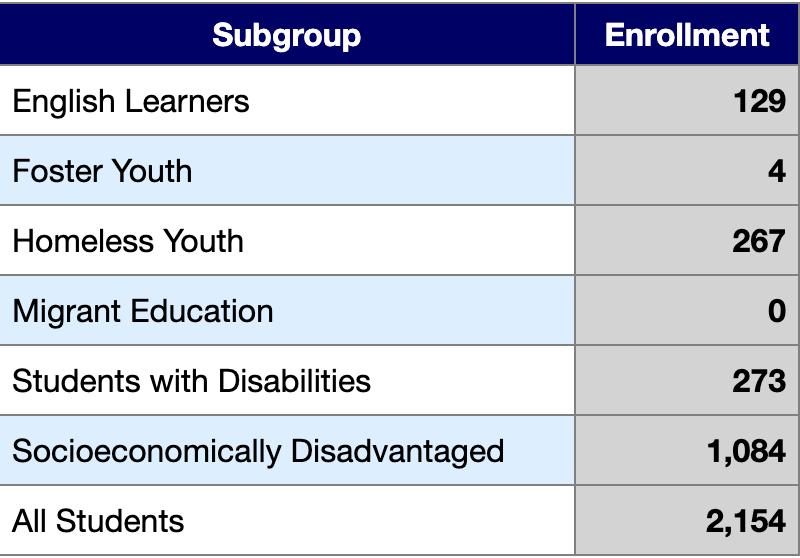 Subgroup Enrollment
English Learners 129
Foster Youth 4
Homeless Youth 267
Migrant Education 0
Students with Disabilities 273
Socioeconomically Disadvantaged 1,084
All Students 2,154